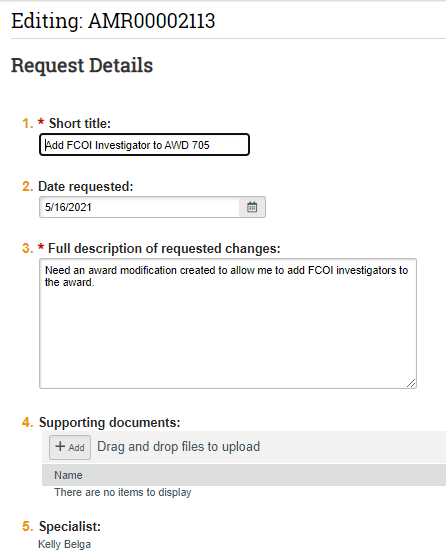 Editing: AMR00002113
Request Details
1. * Short title:
Add FCOI Investigator to AWD 705
2. Date requested:
5/16/2021
3. * Full description of requested changes:
Need an award modification created to allow me to add FCOI investigators to
the award.
4. Supporting documents:
+ Add Drag and drop files to upload
Name
There are no items to display
5. Specialist:
Kelly Belga